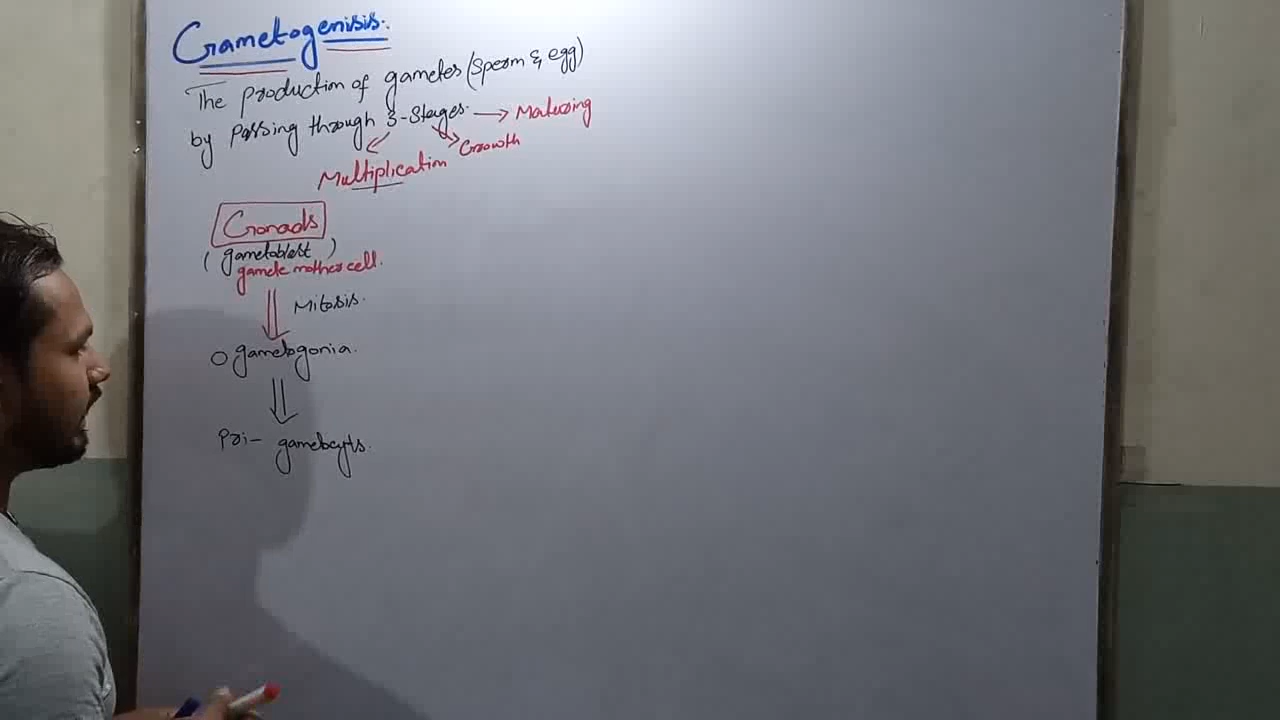 Gametogenisis.
The production of gametes (sperm & egg)
by passing through 3-Stages. → Maturing
Growth
Multiplication
Gonads
(gametoblast)
gamete mother cell.
Mitosis.
gametogonia.
Pri- gametocyts.